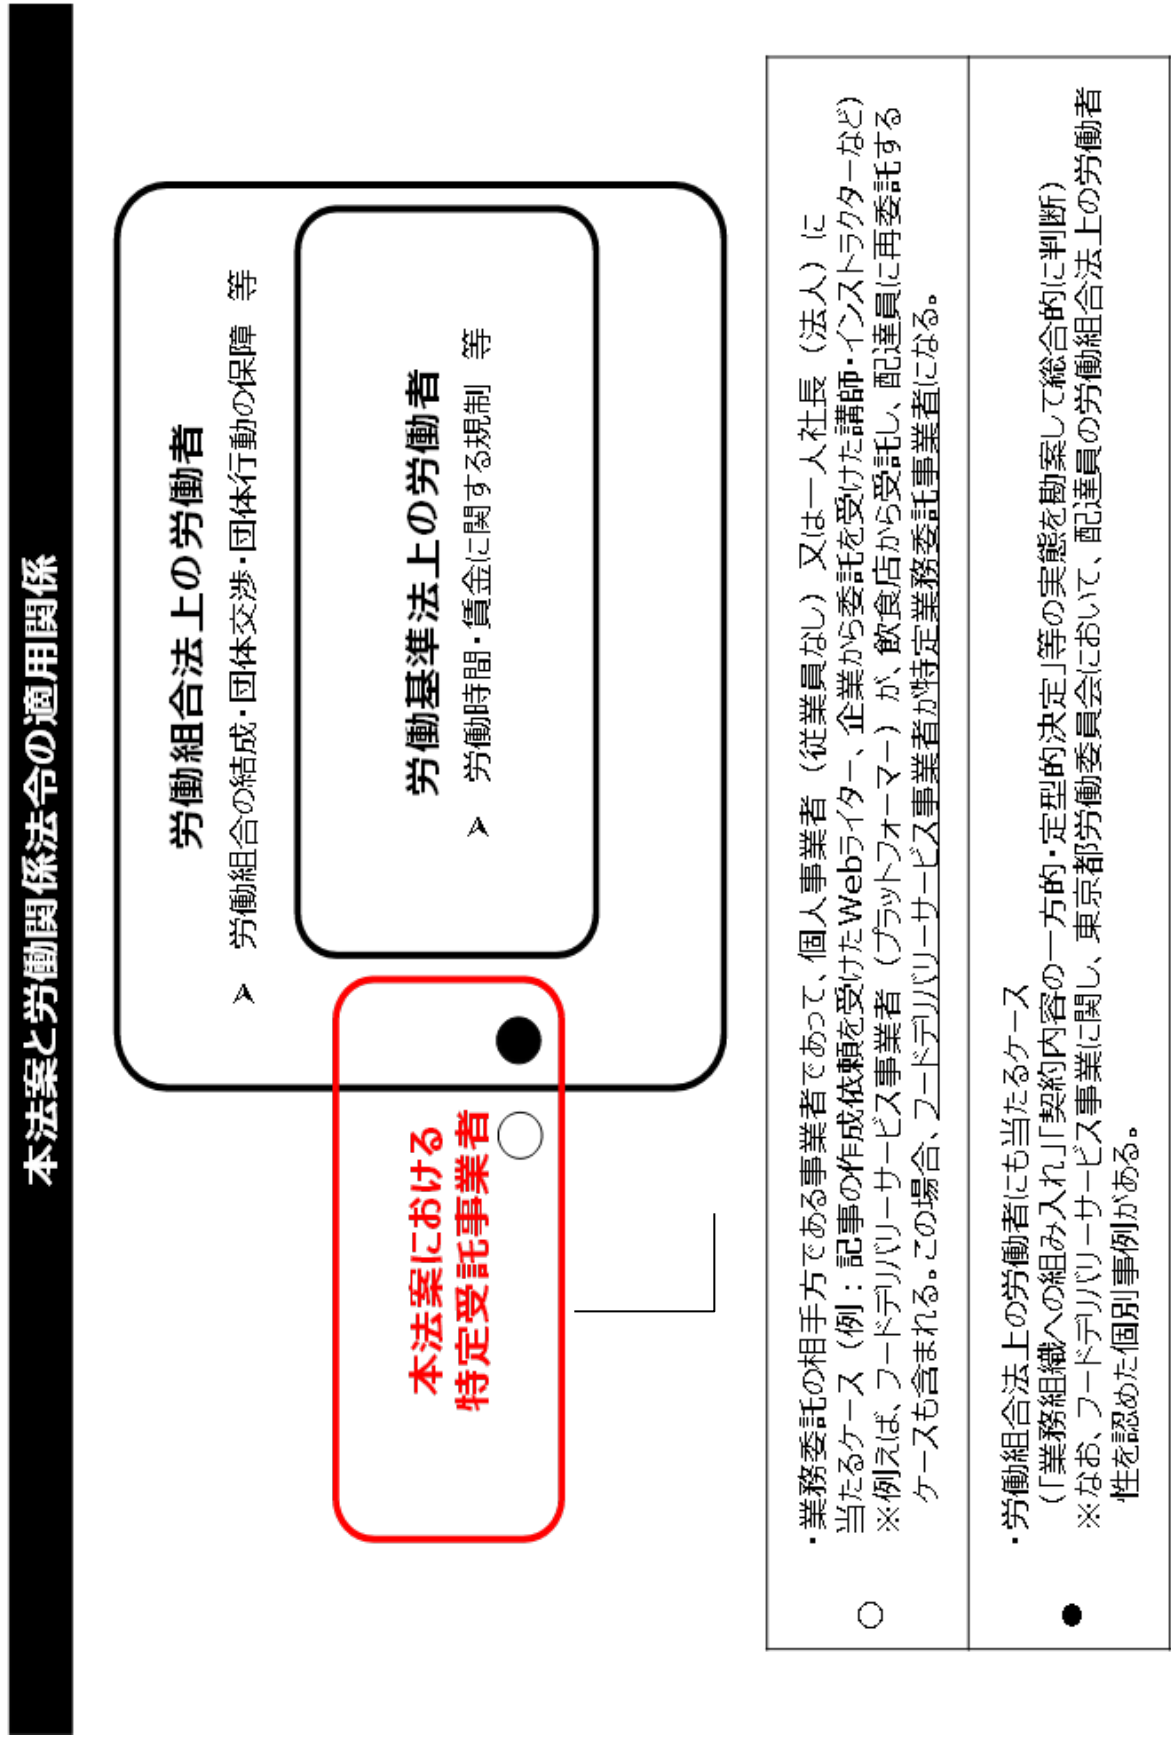 本法案と労働関係法令の適用関係
労働組合法上の労働者
➢ 労働組合の結成・団体交渉・団体行動の保障 等
本法案における
特定受託事業者
労働基準法上の労働者
➢ 労働時間・賃金に関する規制 等
○
・業務委託の相手方である事業者であって、個人事業者（従業員なし）又は一人社長（法人）に
当たるケース（例：記事の作成依頼を受けたWebライター、企業から委託を受けた講師・インストラクターなど）
※例えば、フードデリバリーサービス事業者（プラットフォーマー）が、飲食店から受託し、配達員に再委託する
ケースも含まれる。この場合、フードデリバリーサービス事業者が特定業務委託事業者になる。
●
・労働組合法上の労働者にも当たるケース
（「業務組織への組み入れ」「契約内容の一方的・定型的決定」等の実態を勘案して総合的に判断）
※なお、フードデリバリーサービス事業に関し、東京都労働委員会において、配達員の労働組合法上の労働者
性を認めた個別事例がある。